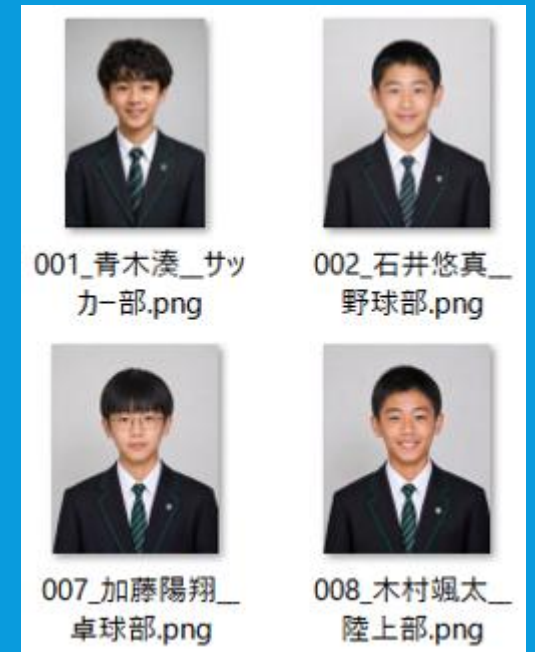 001_青木湊__サッ
カー部.png
002_石井悠真__
野球部.png
007_加藤陽翔__
卓球部.png
008_木村颯太__
陸上部.png